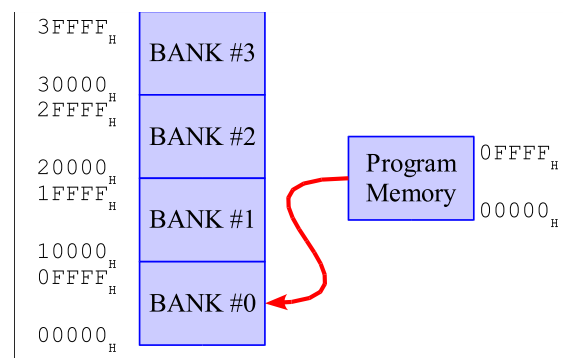 3FFFFH
BANK #3
30000H
2FFFFH
BANK #2
20000H
1FFFFH
BANK #1
10000H
0FFFFH
BANK #0
00000H
Program
Memory
0FFFFH
00000H